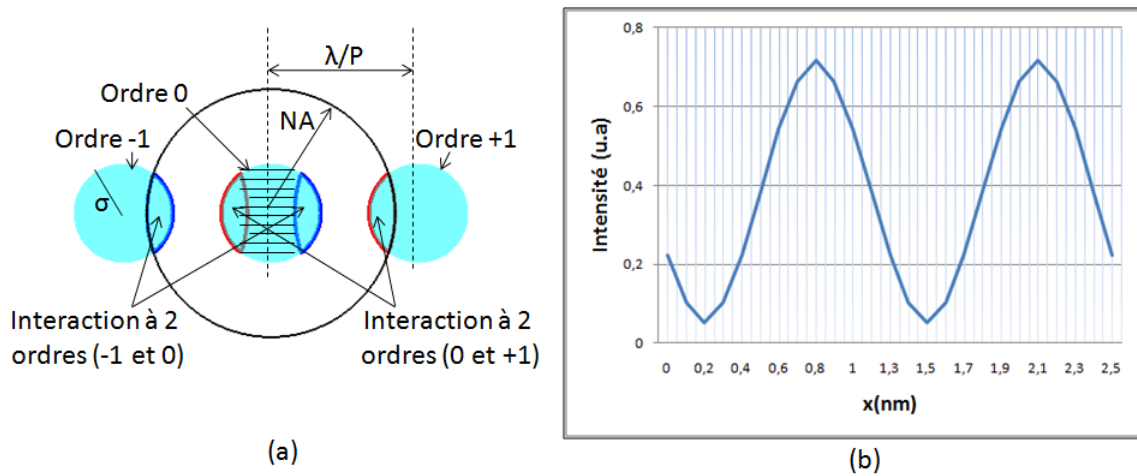 λ/P
Ordre 0
NA
Ordre -1
Ordre +1
σ
Interaction à 2
ordres (-1 et 0)
Interaction à 2
ordres (0 et +1)
(a)
0,8
0,6
0,4
0,2
0
Intensité (u.a)
0 0,2 0,4 0,6 0,8 1 1,3 1,5 1,7 1,9 2,1 2,3 2,5
x(nm)
(b)